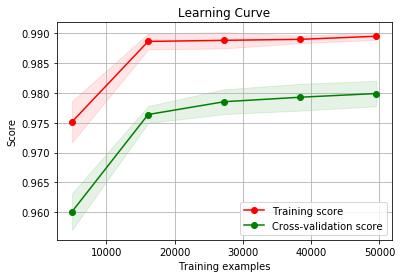 Learning Curve
0.990
0.985
0.980
0.975
0.970
0.965
0.960
Score
Training score
Cross-validation score
10000 20000 30000 40000 50000
Training examples